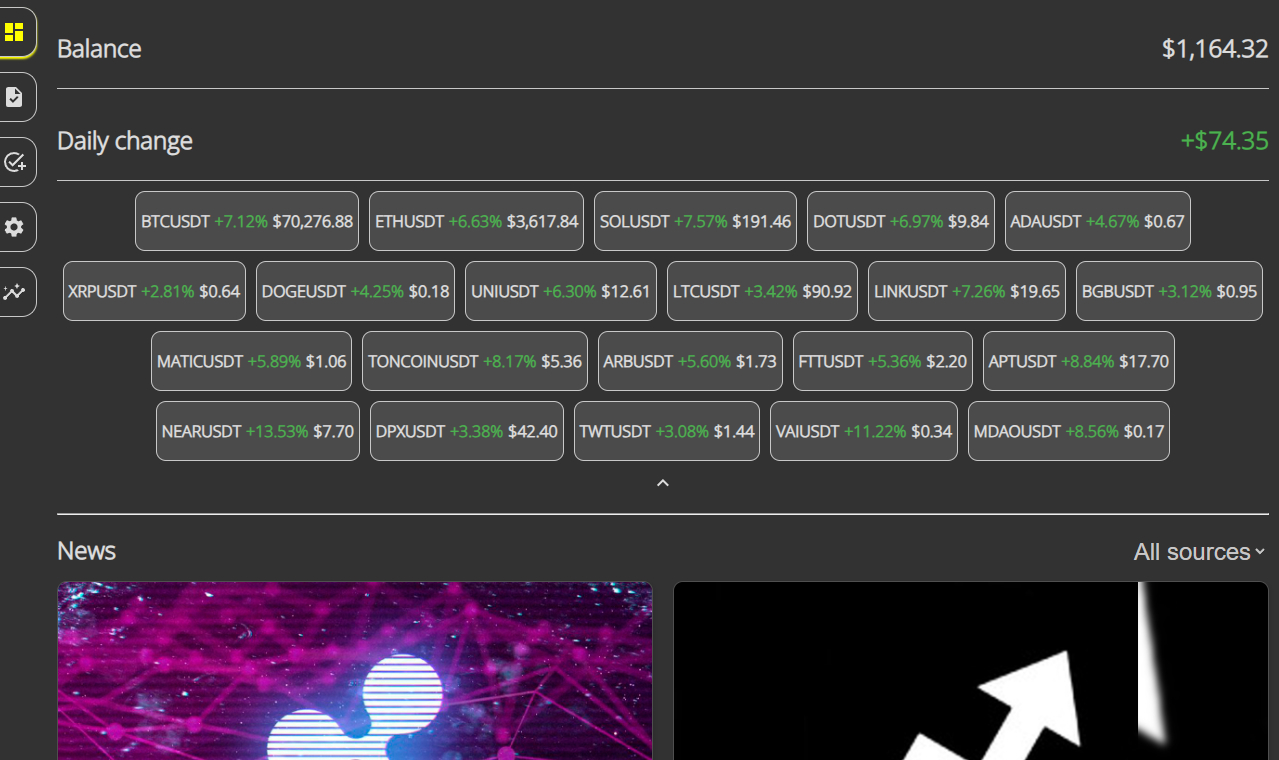 Balance $1,164.32
Daily change +$74.35
BTCUSDT +7.12% $70,276.88 ETHUSDT +6.63% $3,617.84 SOLUSDT +7.57% $191.46 DOTUSDT +6.97% $9.84 ADAUSDT +4.67% $0.67
XRPUSDT +2.81% $0.64 DOGEUSDT +4.25% $0.18 UNIUSDT +6.30% $12.61 LTCUSDT +3.42% $90.92 LINKUSDT +7.26% $19.65 BGBUSDT +3.12% $0.95
MATICUSDT +5.89% $1.06 TONCOINUSDT +8.17% $5.36 ARBUSDT +5.60% $1.73 FTTUSDT +5.36% $2.20 APTUSDT +8.84% $17.70
NEARUSDT +13.53% $7.70 DPXUSDT +3.38% $42.40 TWTUSDT +3.08% $1.44 VAIUSDT +11.22% $0.34 MDAOUSDT +8.56% $0.17
News All sources